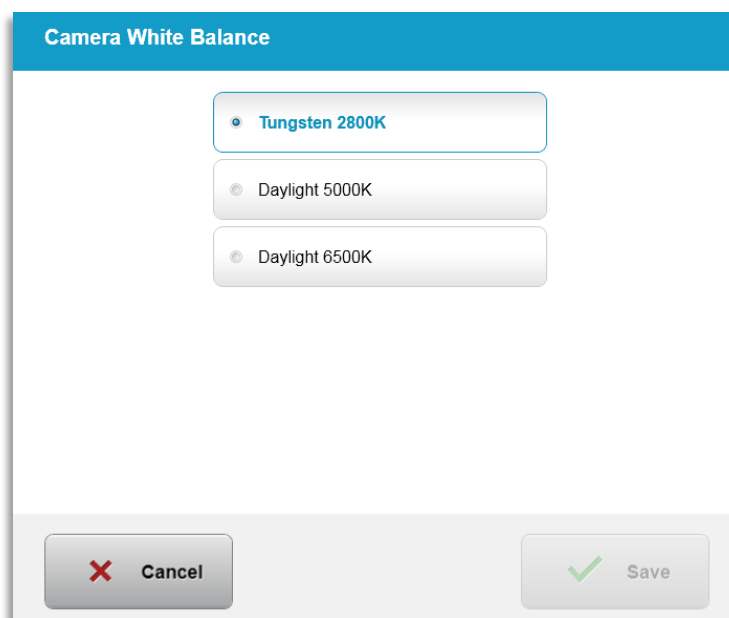 Camera White Balance
Tungsten 2800K
Daylight 5000K
Daylight 6500K
Cancel
Save